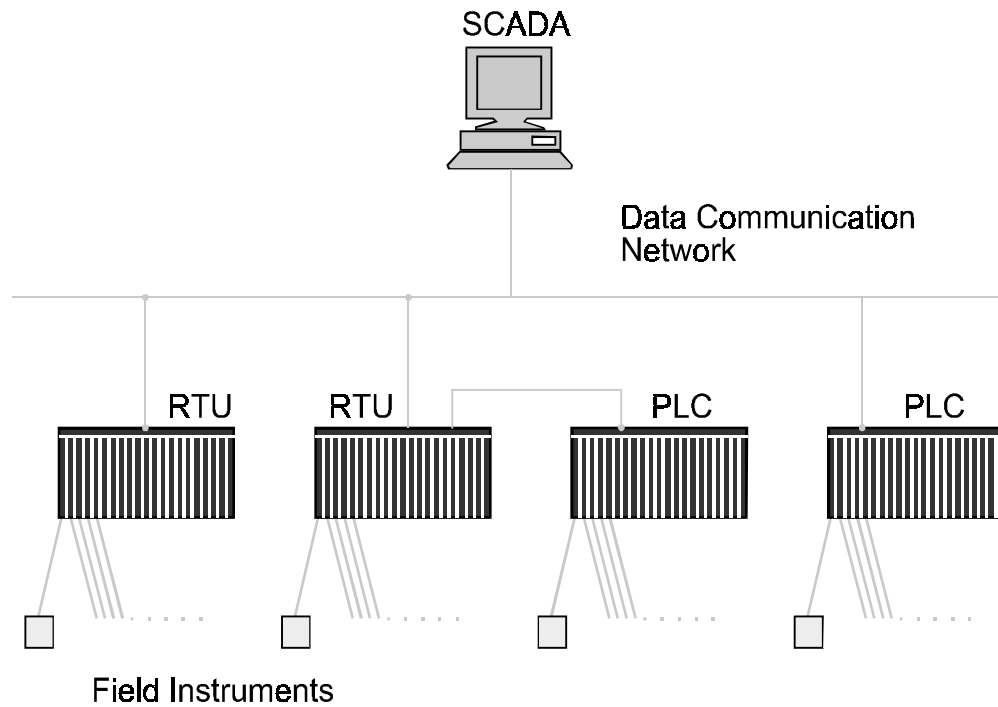 SCADA
Data Communication
Network
RTU
RTU
PLC
PLC
Field Instruments